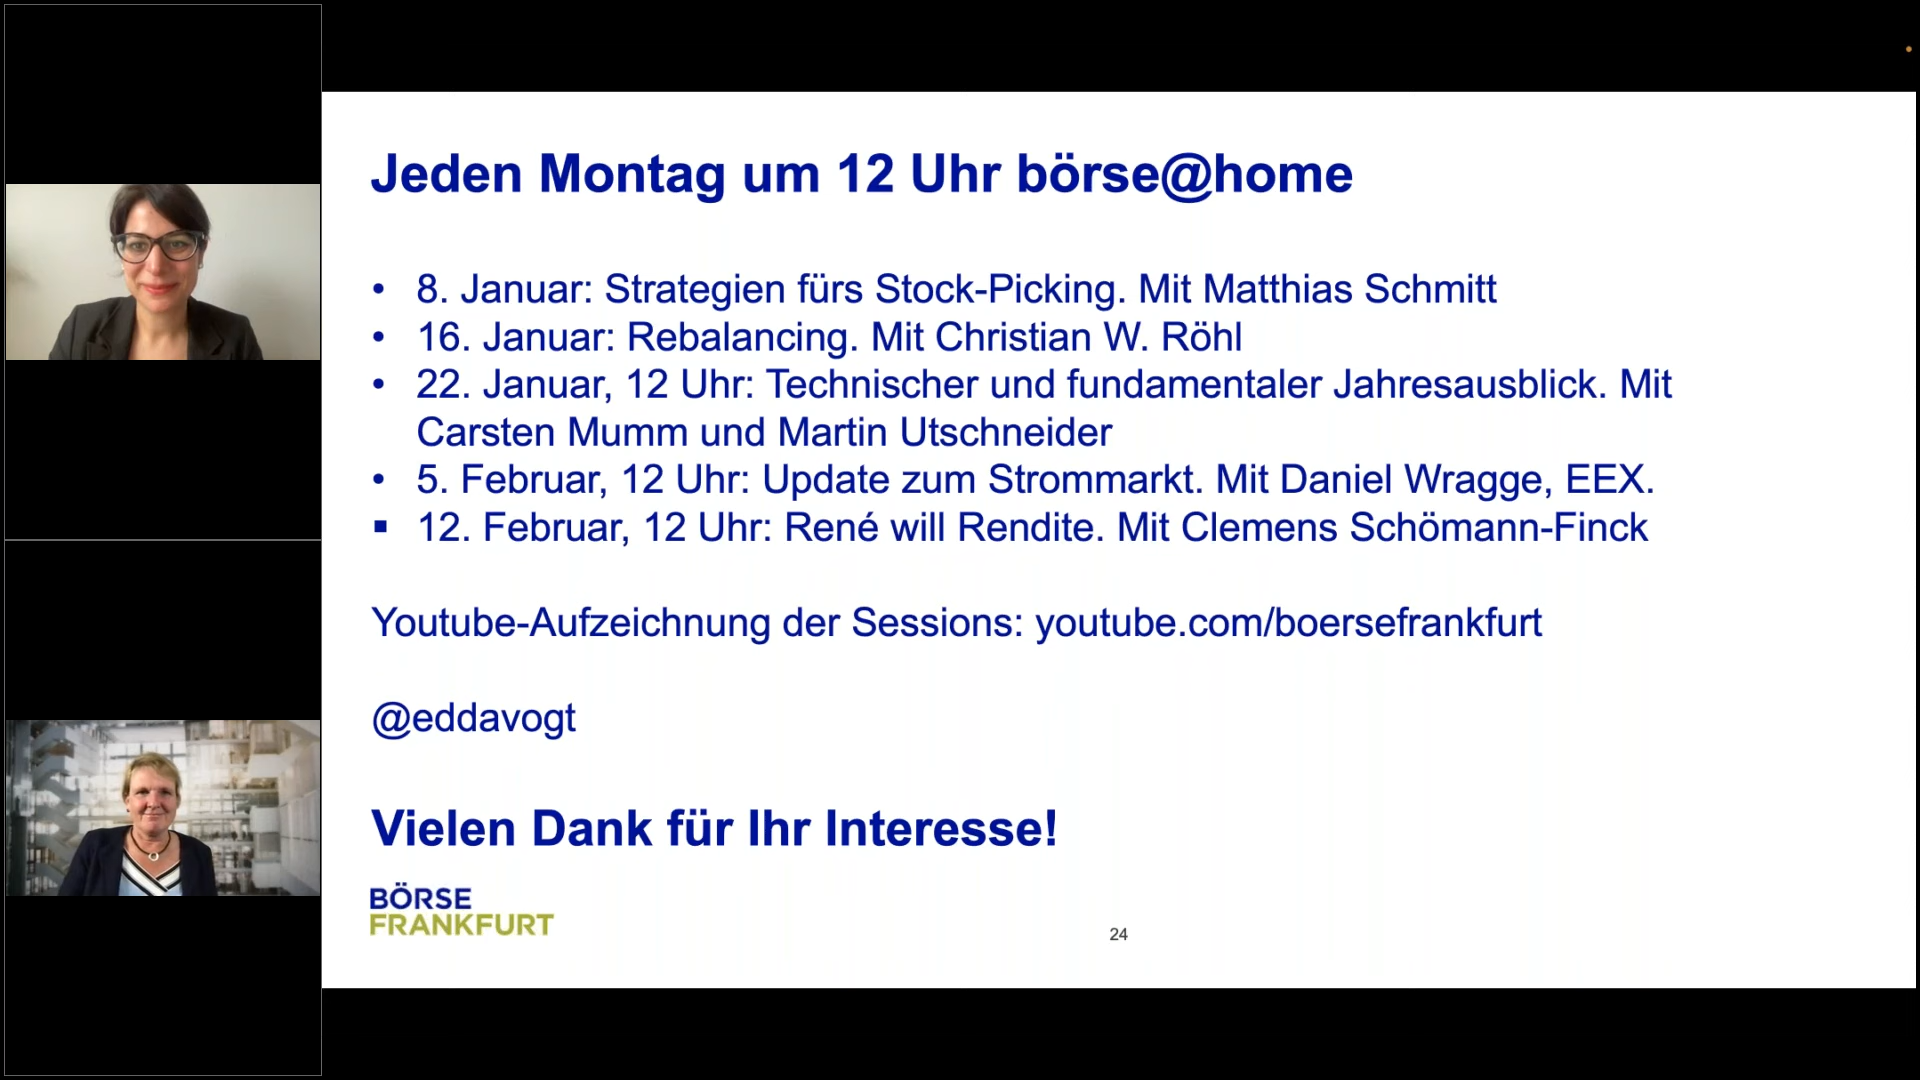 Jeden Montag um 12 Uhr börse@home
• 8. Januar: Strategien fürs Stock-Picking. Mit Matthias Schmitt
• 16. Januar: Rebalancing. Mit Christian W. Röhl
• 22. Januar, 12 Uhr: Technischer und fundamentaler Jahresausblick. Mit
Carsten Mumm und Martin Utschneider
• 5. Februar, 12 Uhr: Update zum Strommarkt. Mit Daniel Wragge, EEX.
▪ 12. Februar, 12 Uhr: René will Rendite. Mit Clemens Schömann-Finck
Youtube-Aufzeichnung der Sessions: youtube.com/boersefrankfurt
@eddavogt
Vielen Dank für Ihr Interesse!
BÖRSE
FRANKFURT
24